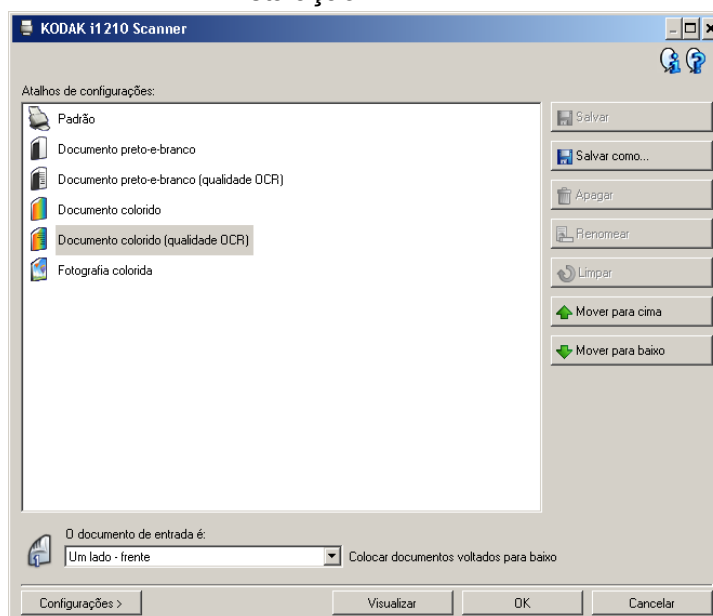 KODAK i1210 Scanner
Atalhos de configurações:
Padrão
Documento preto-e-branco
Documento preto-e-branco (qualidade OCR)
Documento colorido
Documento colorido (qualidade OCR)
Fotografia colorida
Salvar
Salvar como...
Apagar
Renomear
Limpar
Mover para cima
Mover para baixo
O documento de entrada é:
Um lado - frente
Colocar documentos voltados para baixo
Configurações >
Visualizar
OK
Cancelar